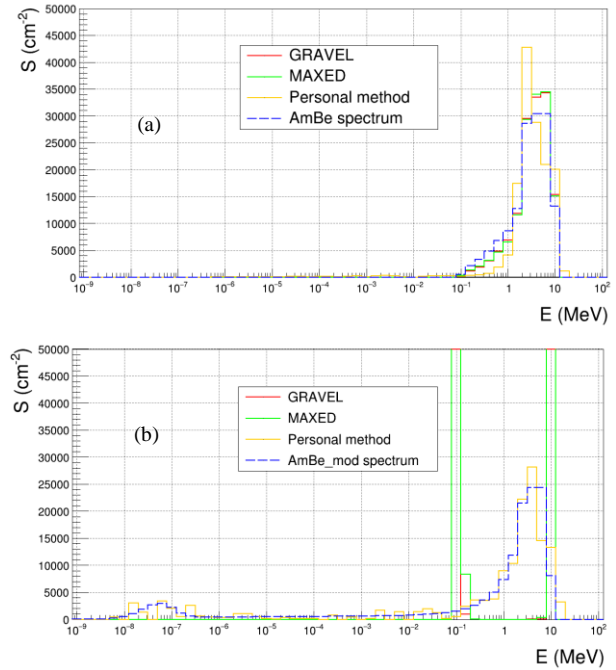 S (cm⁻²)
50000
45000
40000
35000
30000
25000
20000
15000
10000
5000
0
GRAVEL
MAXED
Personal method
AmBe spectrum
(a)
10⁻⁹ 10⁻⁸ 10⁻⁷ 10⁻⁶ 10⁻⁵ 10⁻⁴ 10⁻³ 10⁻² 10⁻¹ 1 10 10²
E (MeV)
S (cm⁻²)
50000
45000
40000
35000
30000
25000
20000
15000
10000
5000
0
GRAVEL
MAXED
Personal method
AmBe_mod spectrum
(b)
10⁻⁹ 10⁻⁸ 10⁻⁷ 10⁻⁶ 10⁻⁵ 10⁻⁴ 10⁻³ 10⁻² 10⁻¹ 1 10 10²
E (MeV)